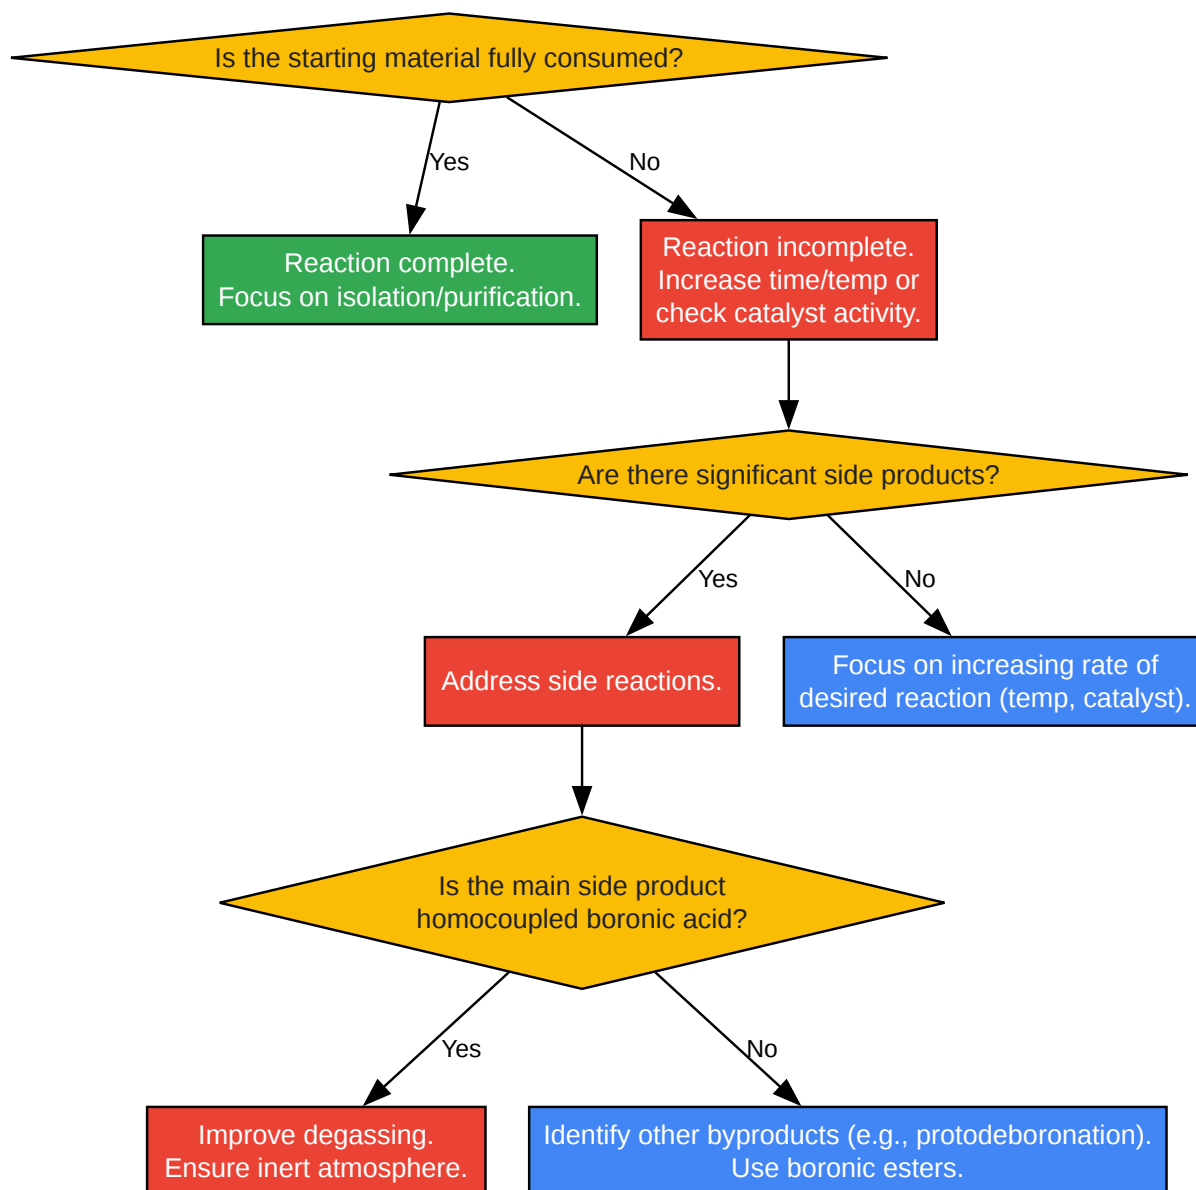 Is the starting material fully consumed?
Yes
No
Reaction complete.
Focus on isolation/purification.
Reaction incomplete.
Increase time/temp or
check catalyst activity.
Are there significant side products?
Yes
No
Address side reactions.
Focus on increasing rate of
desired reaction (temp, catalyst).
Is the main side product
homocoupled boronic acid?
Yes
No
Improve degassing.
Ensure inert atmosphere.
Identify other byproducts (e.g., protodeboronation).
Use boronic esters.